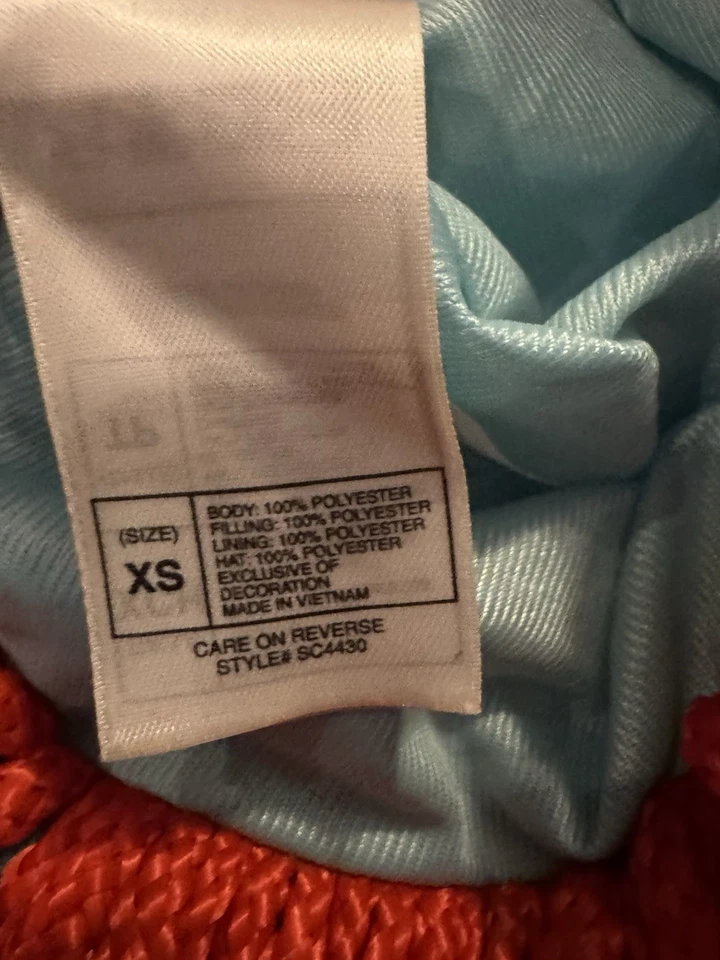 (SIZE)
XS
BODY: 100% POLYESTER
FILLING: 100% POLYESTER
LINING: 100% POLYESTER
HAT: 100% POLYESTER
EXCLUSIVE OF
DECORATION
MADE IN VIETNAM
CARE ON REVERSE
STYLE# SC4430